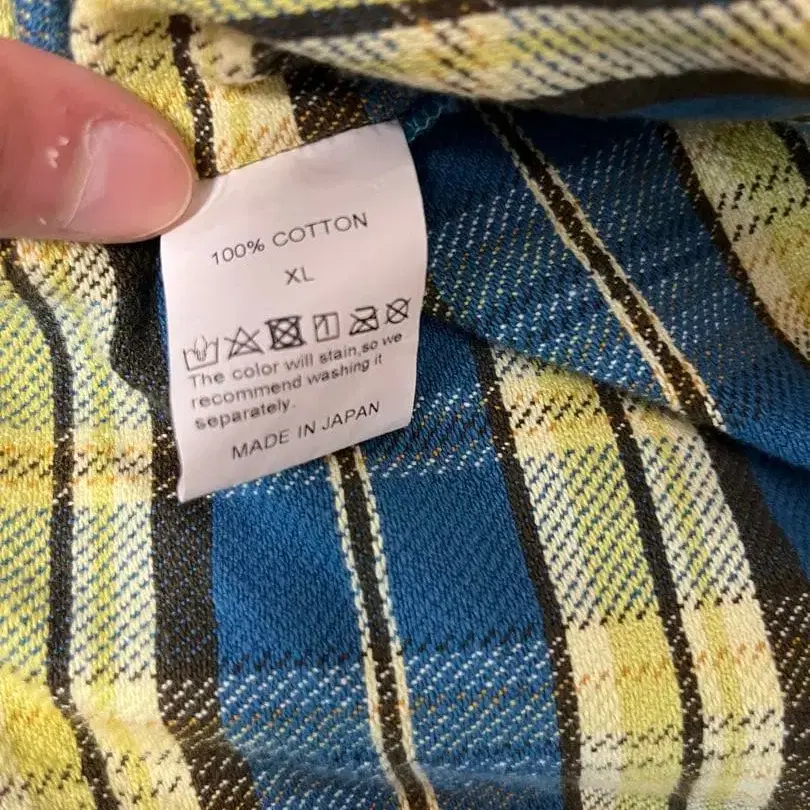 100% COTTON
XL
The color will stain,so we
recommend washing it
separately.
MADE IN JAPAN